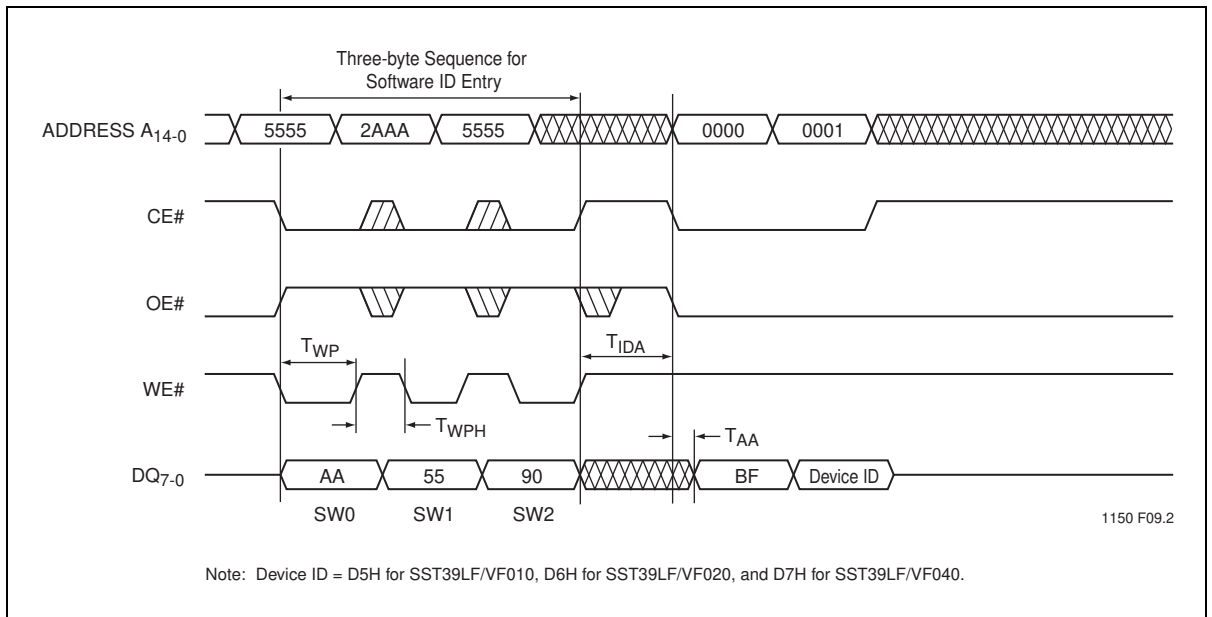 Three-byte Sequence for
Software ID Entry
ADDRESS A14-0 5555 2AAA 5555 0000 0001
CE#
OE#
TWP TIDA
WE#
TWPH TAA
DQ7-0 AA 55 90 BF Device ID
SW0 SW1 SW2
1150 F09.2
Note: Device ID = D5H for SST39LF/VF010, D6H for SST39LF/VF020, and D7H for SST39LF/VF040.